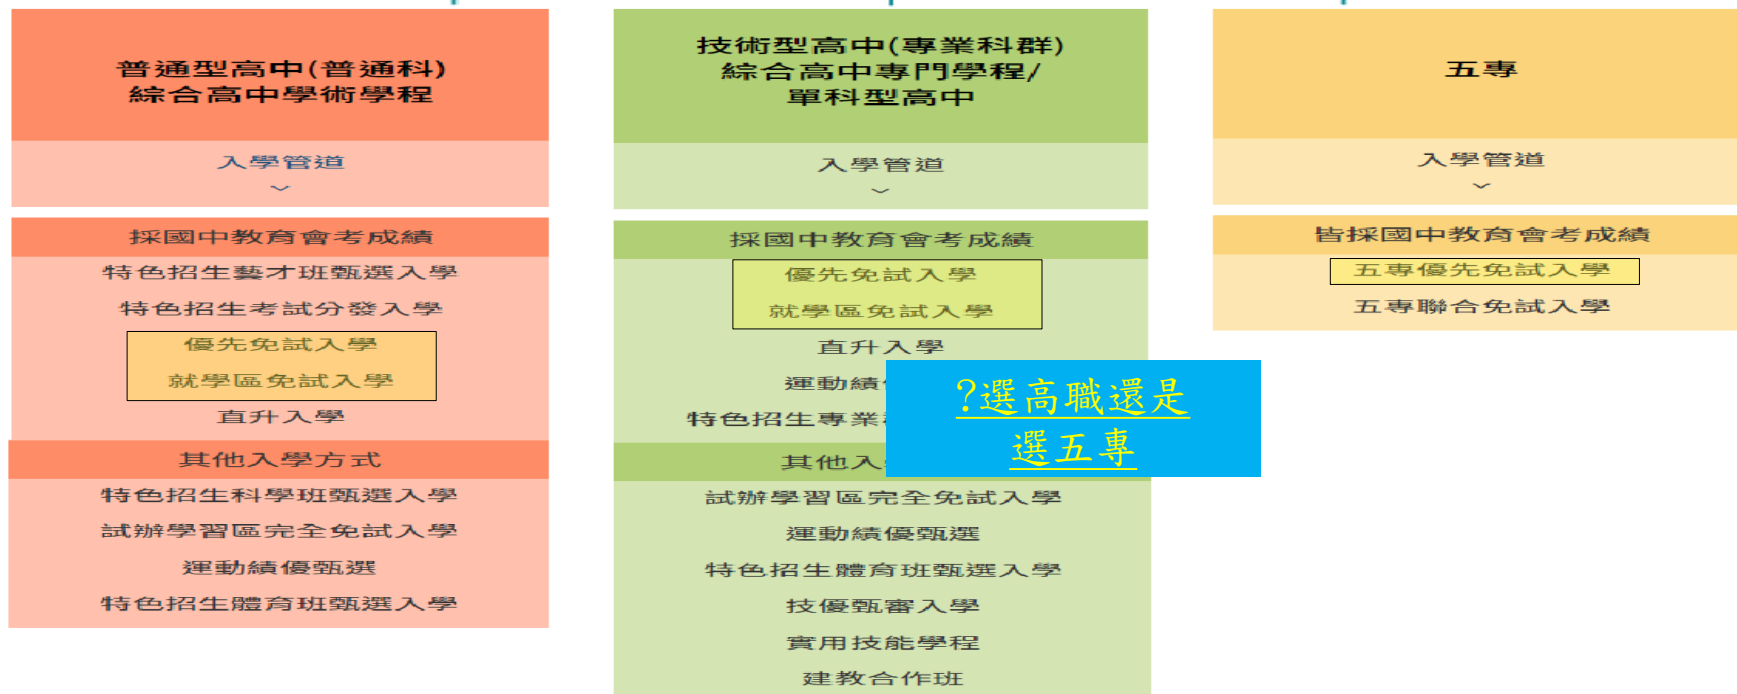 普通型高中(普通科)
綜合高中學術學程
入學管道
採國中教育會考成績
特色招生藝才班甄選入學
特色招生考試分發入學
優先免試入學
就學區免試入學
直升入學
其他入學方式
特色招生科學班甄選入學
試辦學習區完全免試入學
運動績優甄選
特色招生體育班甄選入學
技術型高中(專業科群)
綜合高中專門學程/
單科型高中
入學管道
採國中教育會考成績
優先免試入學
就學區免試入學
直升入學
運動績
特色招生專業
其他入
試辦學習區完全免試入學
運動績優甄選
特色招生體育班甄選入學
技優甄審入學
實用技能學程
建教合作班
?選高職還是
選五專
五專
入學管道
皆採國中教育會考成績
五專優先免試入學
五專聯合免試入學